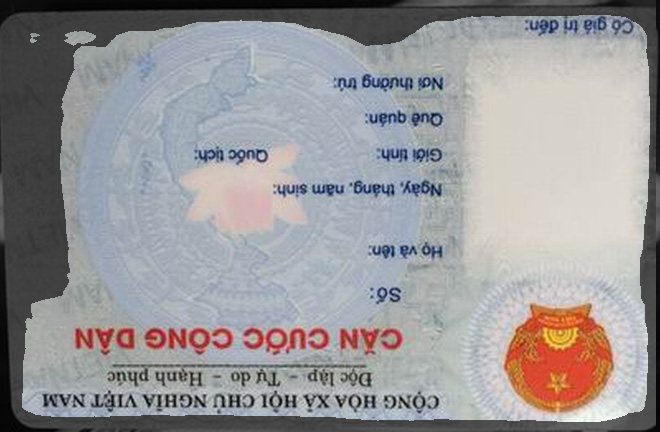 CỘNG HÒA XÃ HỘI CHỦ NGHĨA VIỆT NAM
Độc lập - Tự do - Hạnh phúc
CĂN CƯỚC CÔNG DÂN
Số:
Họ và tên:
Ngày, tháng, năm sinh:
Giới tính: Quốc tịch:
Quê quán:
Nơi thường trú:
Có giá trị đến: